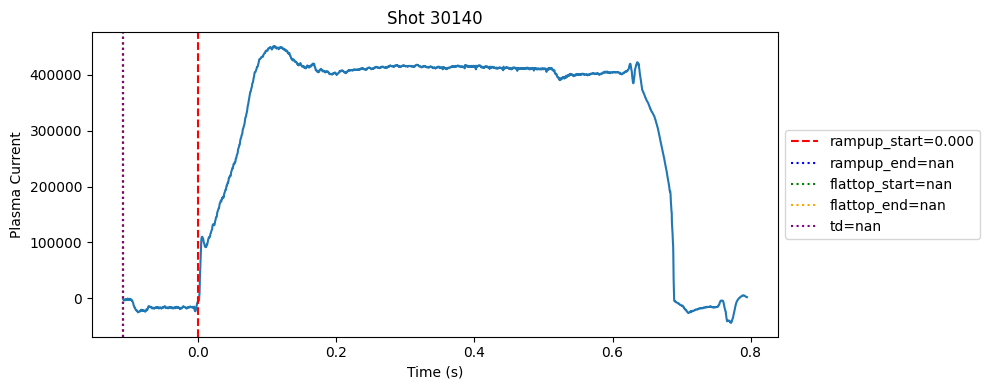 Shot 30140
Plasma Current
400000
300000
200000
100000
0
0.0
0.2
0.4
0.6
0.8
Time (s)
rampup_start=0.000
rampup_end=nan
flattop_start=nan
flattop_end=nan
td=nan